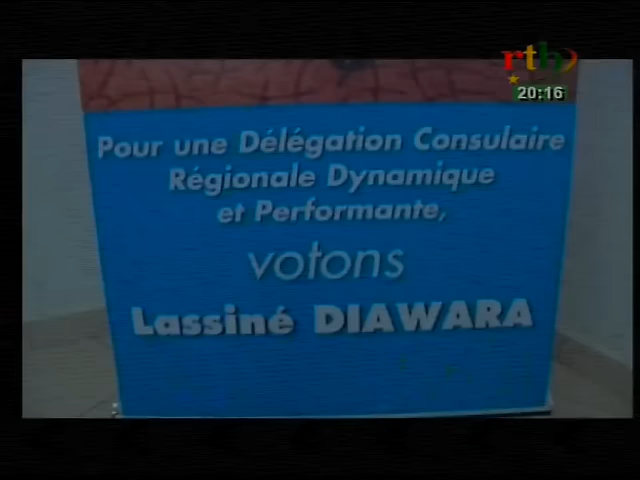 rtb
20:16
Pour une Délégation Consulaire
Régionale Dynamique
et Performante,
votons
Lassiné DIAWARA